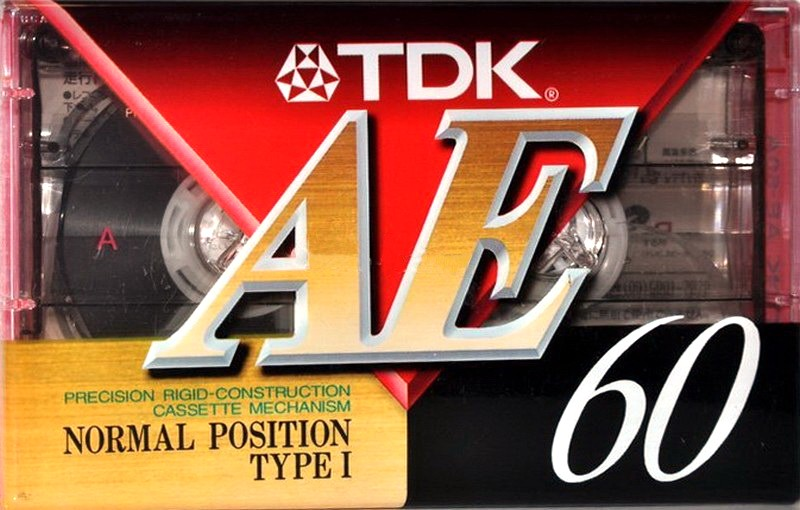 TDK®
AE
A
60
PRECISION RIGID-CONSTRUCTION
CASSETTE MECHANISM
NORMAL POSITION
TYPE I